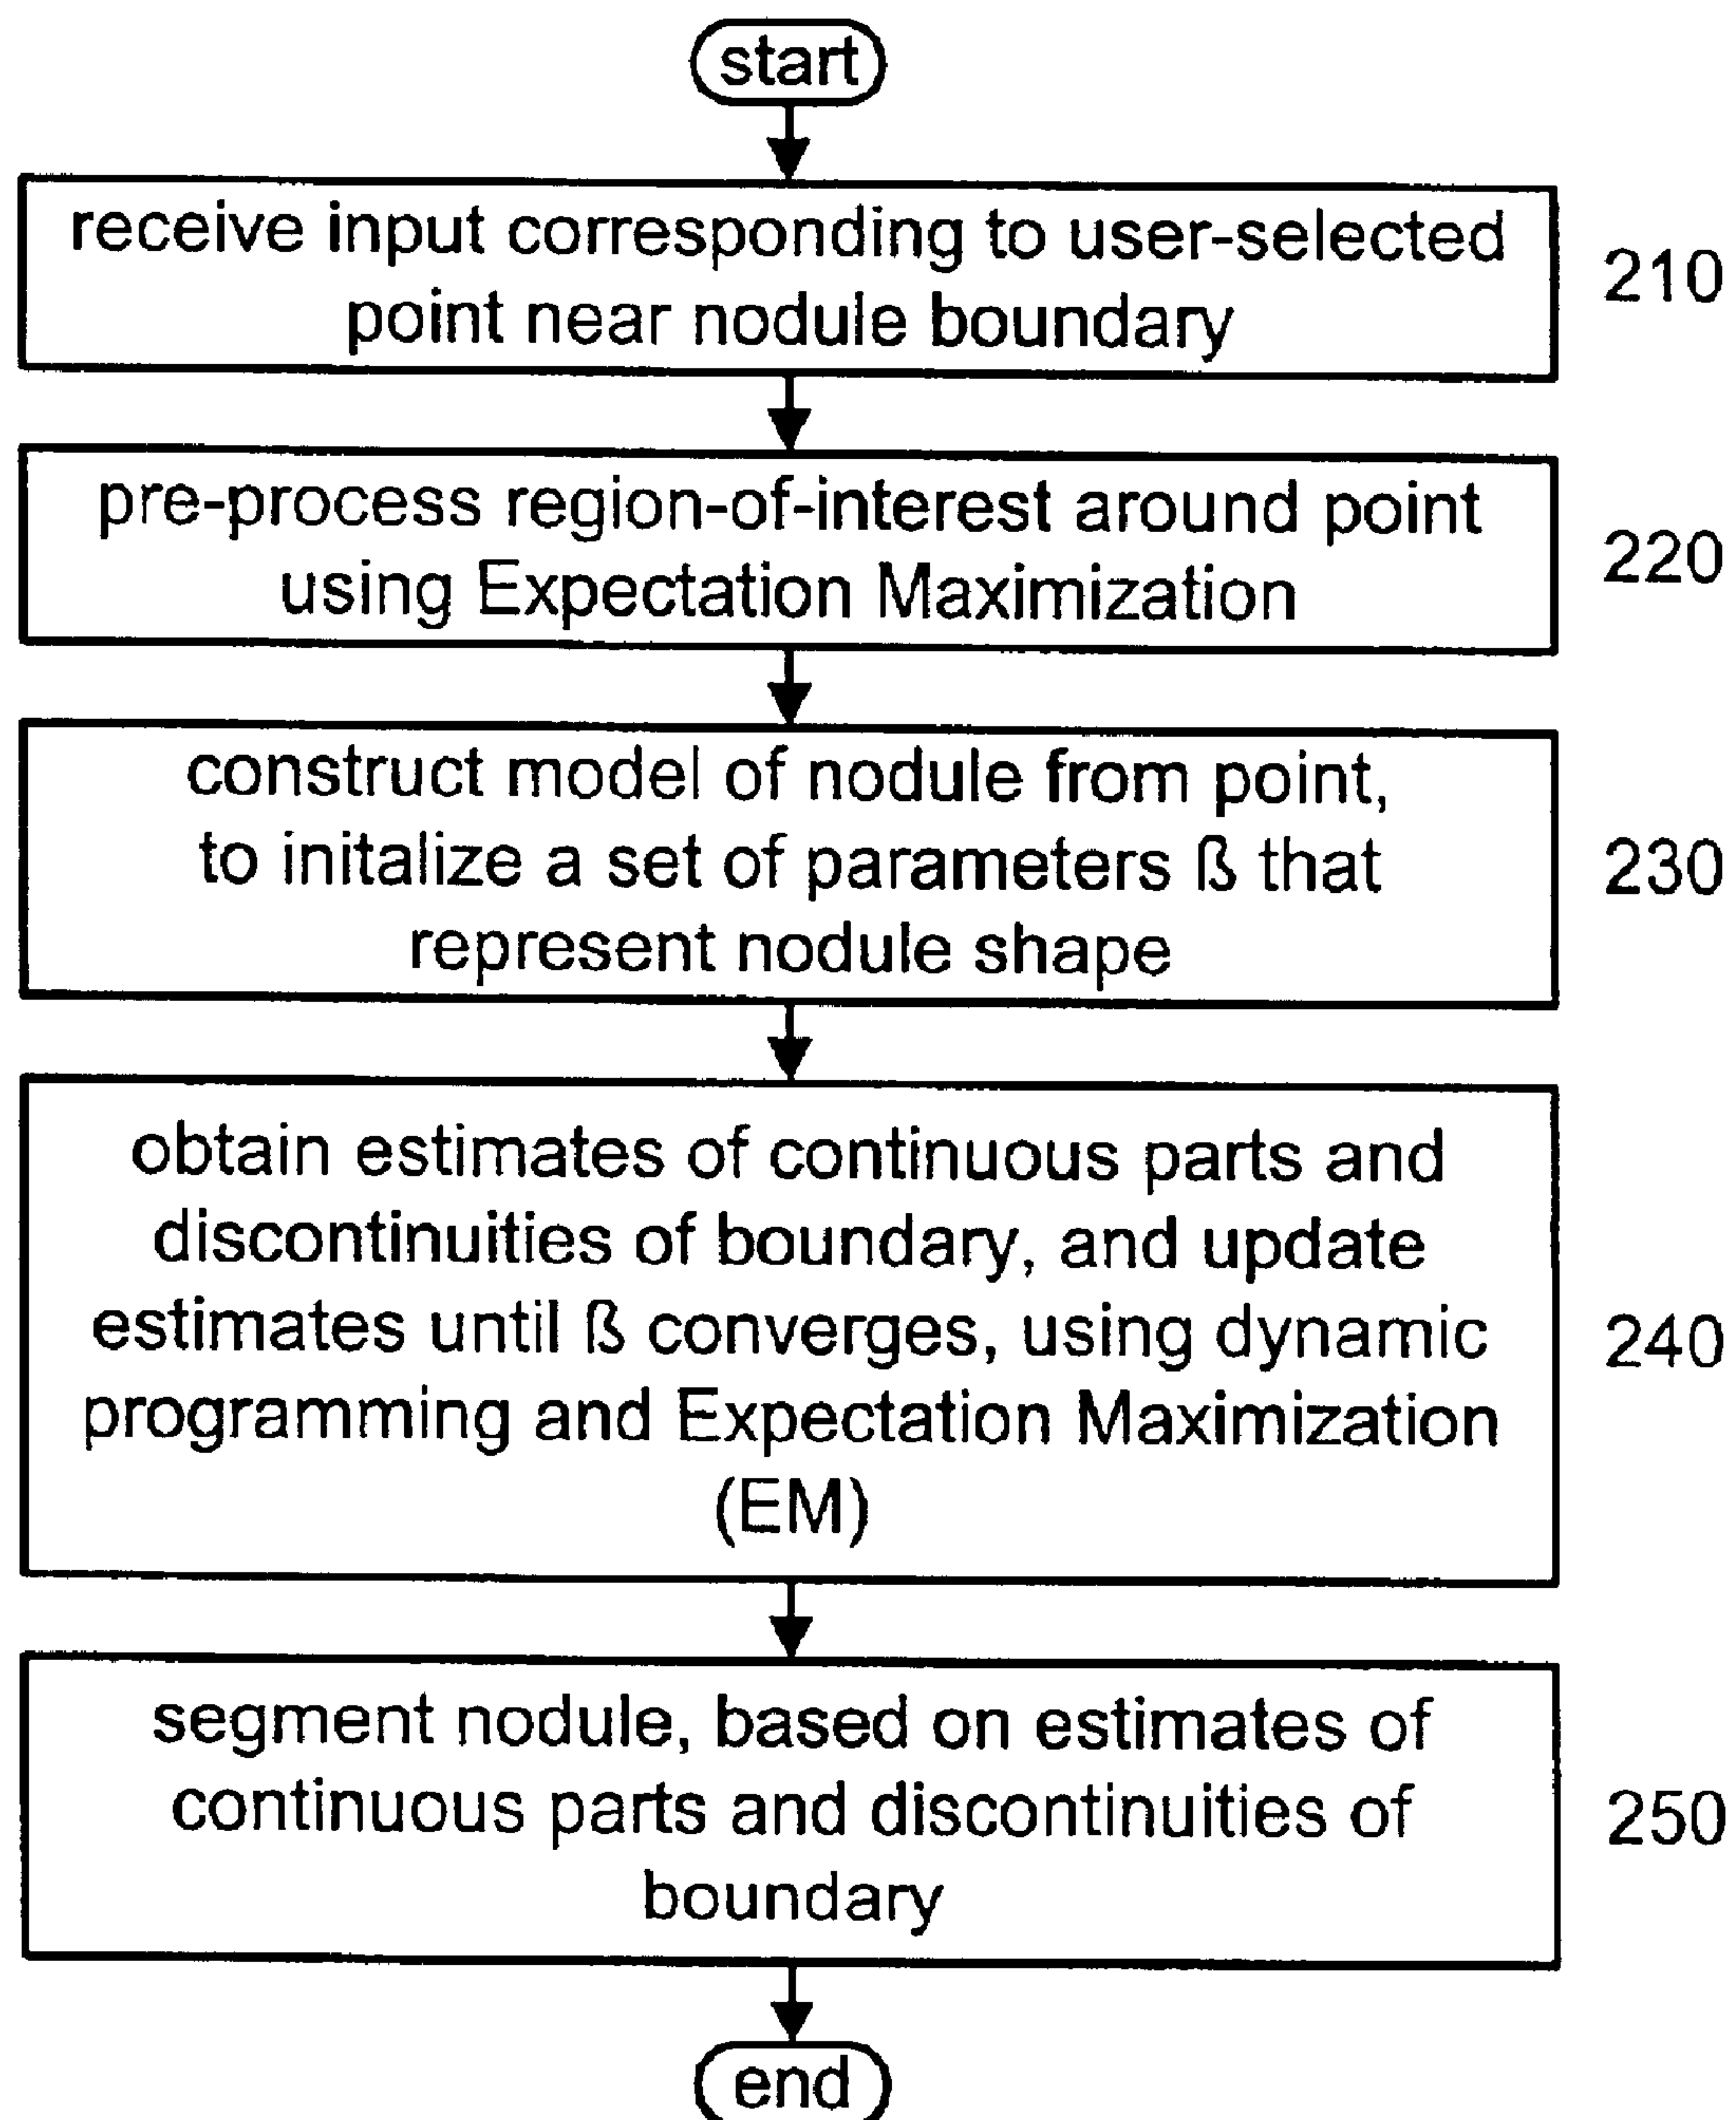 start
receive input corresponding to user-selected
point near nodule boundary
210
pre-process region-of-interest around point
using Expectation Maximization
220
construct model of nodule from point,
to initalize a set of parameters ß that
represent nodule shape
230
obtain estimates of continuous parts and
discontinuities of boundary, and update
estimates until ß converges, using dynamic
programming and Expectation Maximization
(EM)
240
segment nodule, based on estimates of
continuous parts and discontinuities of
boundary
250
end